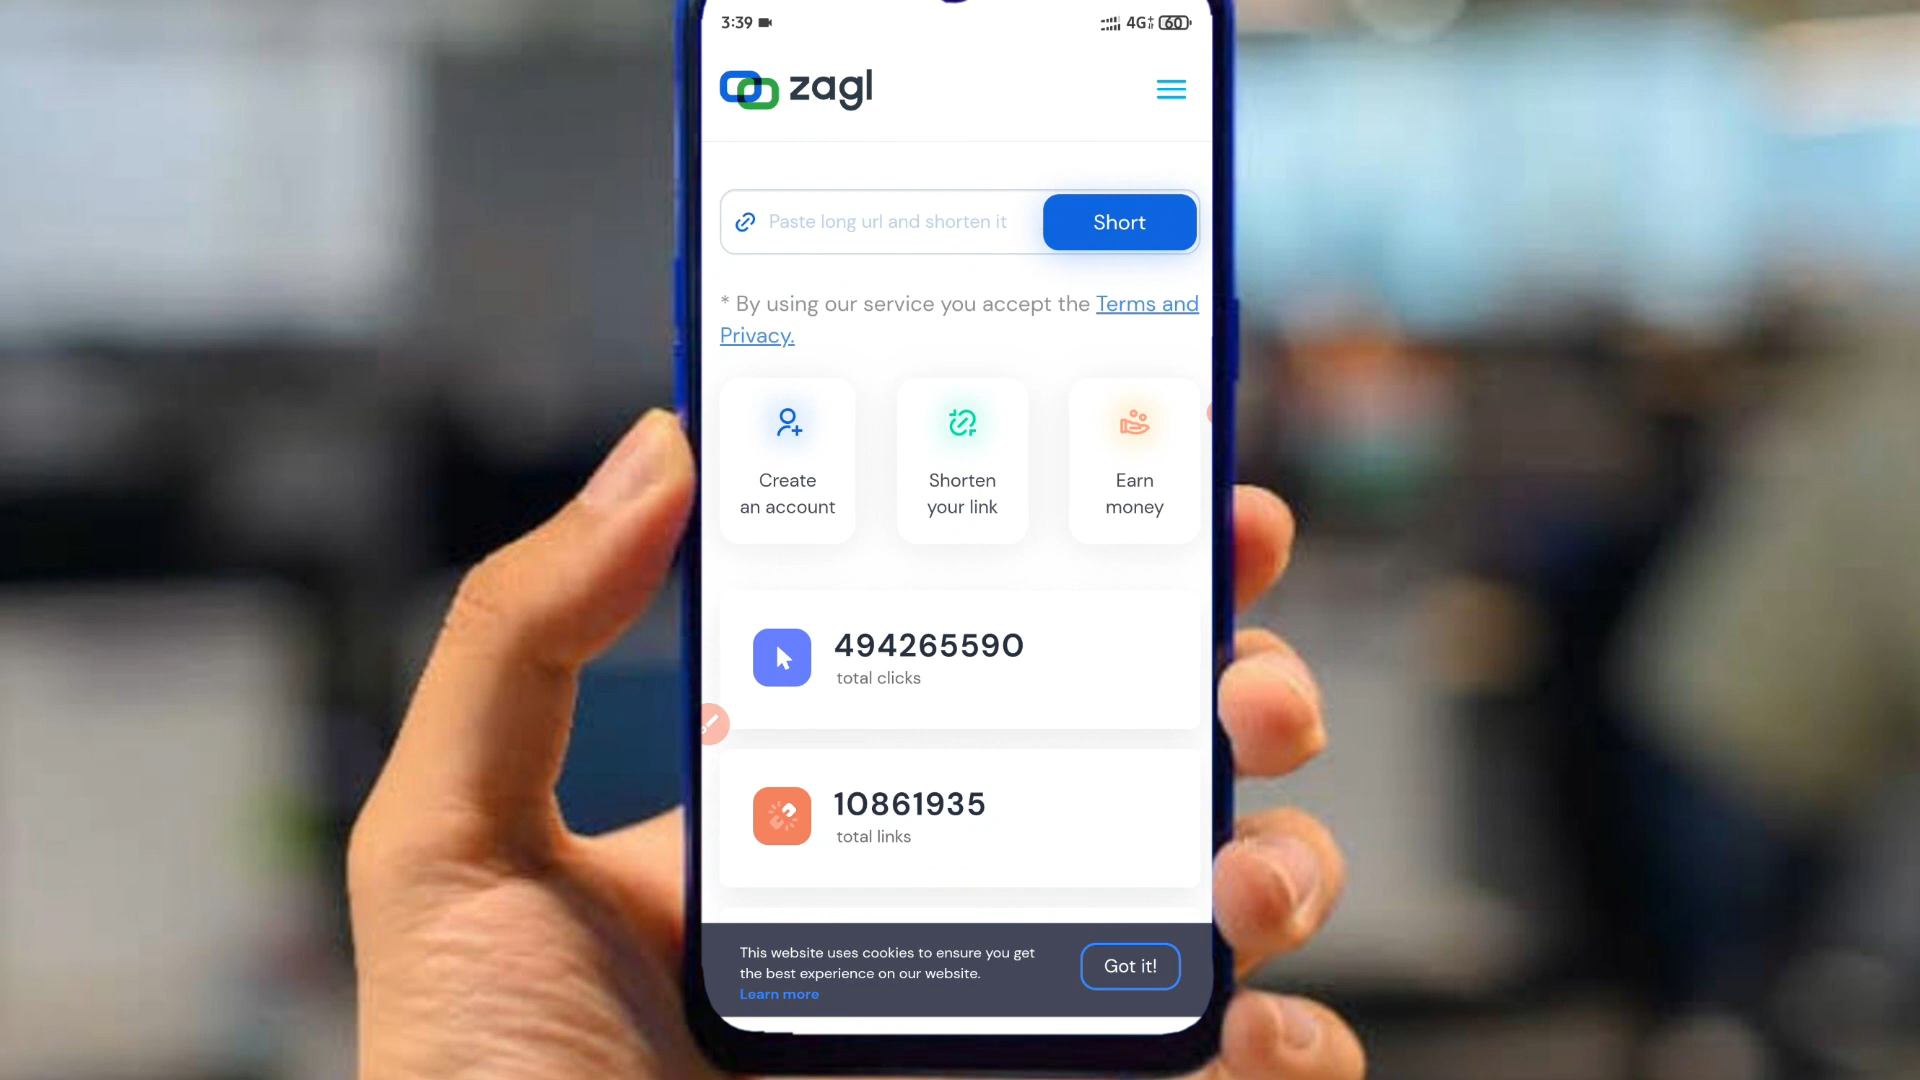 3:39 4G 60
zagl
Paste long url and shorten it Short
* By using our service you accept the Terms and
Privacy.
Create
an account
Shorten
your link
Earn
money
494265590
total clicks
10861935
total links
This website uses cookies to ensure you get
the best experience on our website.
Learn more
Got it!